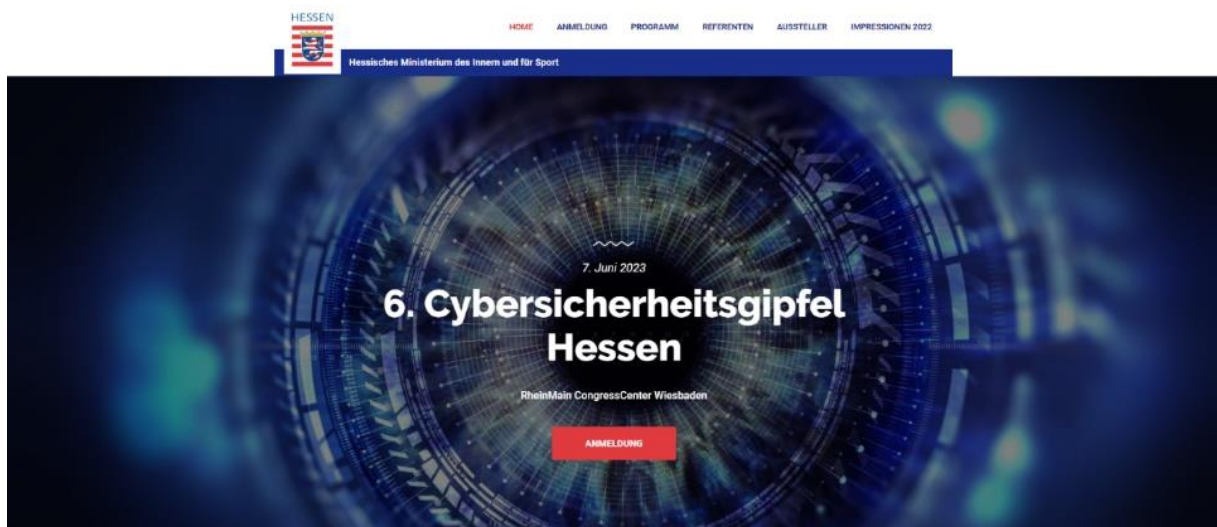 HESSEN
HOME ANMELDUNG PROGRAMM REFERENTEN AUSSTELLER IMPRESSIONEN 2022
Hessisches Ministerium des Innern und für Sport
7. Juni 2023
6. Cybersicherheitsgipfel
Hessen
RheinMain CongressCenter Wiesbaden
ANMELDUNG